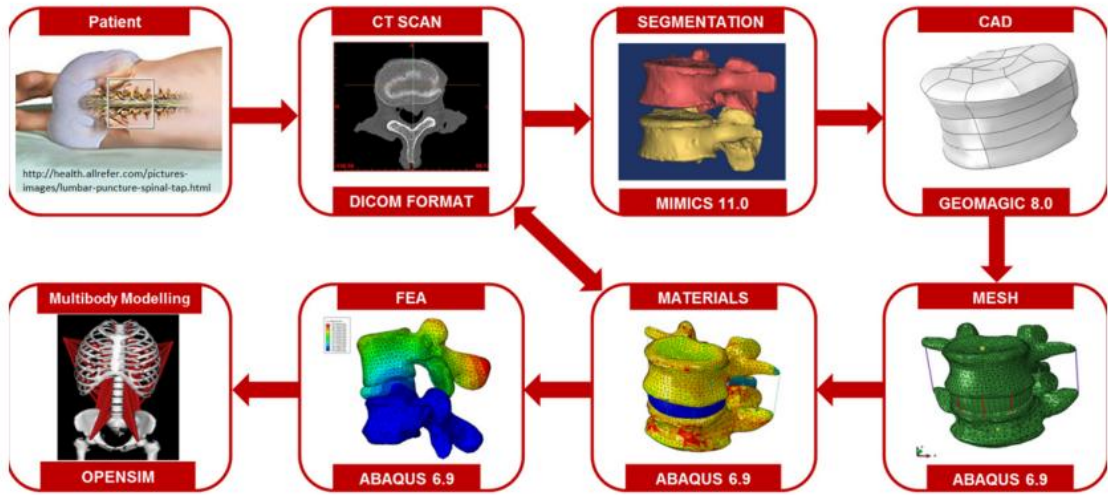 Patient
CT SCAN
SEGMENTATION
CAD
http://health.allrefer.com/pictures-
images/lumbar-puncture-spinal-tap.html
DICOM FORMAT
MIMICS 11.0
GEOMAGIC 8.0
Multibody Modelling
FEA
MATERIALS
MESH
OPENSIM
ABAQUS 6.9
ABAQUS 6.9
ABAQUS 6.9